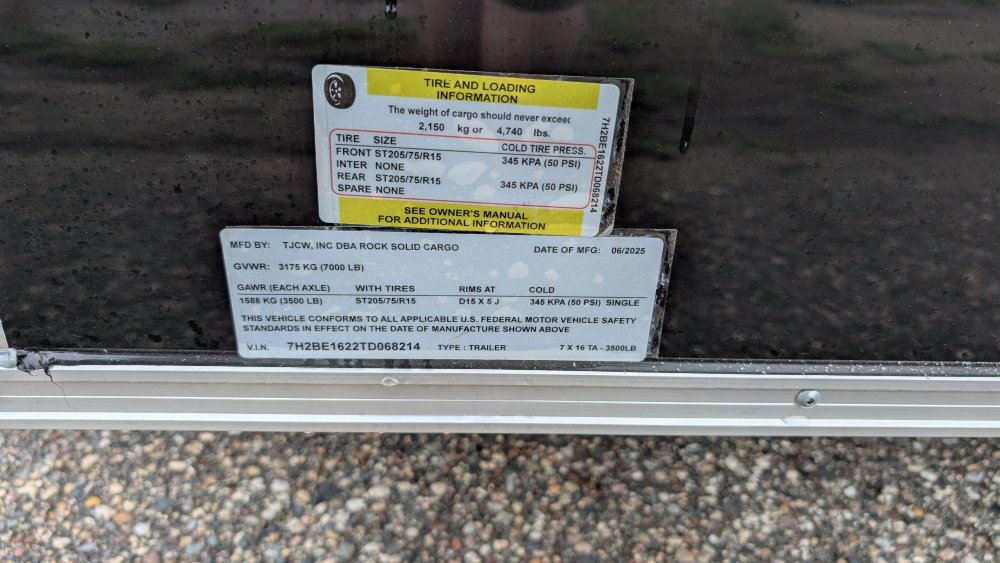 TIRE AND LOADING
INFORMATION
The weight of cargo should never exceed
2,150 kg or 4,740 lbs.
TIRE SIZE COLD TIRE PRESS.
FRONT ST205/75/R15 345 KPA (50 PSI)
INTER NONE
REAR ST205/75/R15 345 KPA (50 PSI)
SPARE NONE
SEE OWNER'S MANUAL
FOR ADDITIONAL INFORMATION
7H2BE1622TD068214
MFD BY: TJCW, INC DBA ROCK SOLID CARGO DATE OF MFG: 06/2025
GVWR: 3175 KG (7000 LB)
GAWR (EACH AXLE) WITH TIRES RIMS AT COLD
1588 KG (3500 LB) ST205/75/R15 D15 X 5 J 345 KPA (50 PSI) SINGLE
THIS VEHICLE CONFORMS TO ALL APPLICABLE U.S. FEDERAL MOTOR VEHICLE SAFETY
STANDARDS IN EFFECT ON THE DATE OF MANUFACTURE SHOWN ABOVE
V.I.N. 7H2BE1622TD068214 TYPE : TRAILER 7 X 16 TA - 3500LB